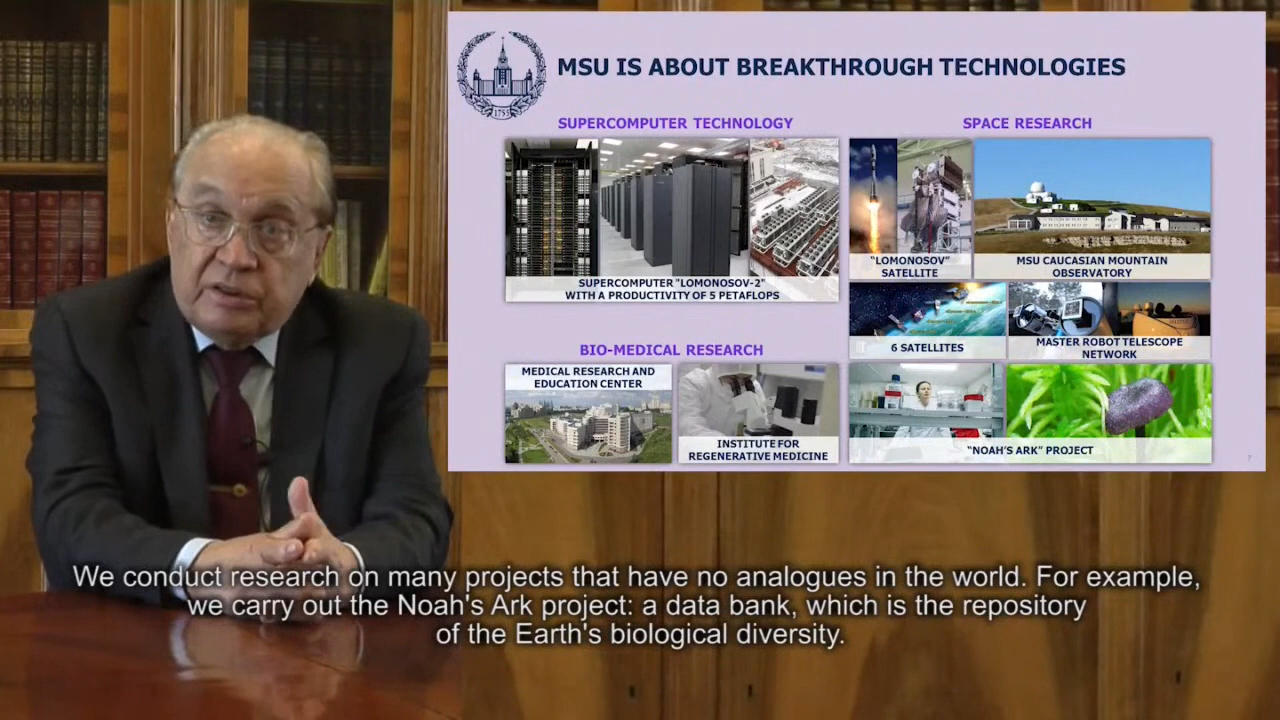 MSU IS ABOUT BREAKTHROUGH TECHNOLOGIES
1755
SUPERCOMPUTER TECHNOLOGY
SUPERCOMPUTER "LOMONOSOV-2"
WITH A PRODUCTIVITY OF 5 PETAFLOPS
SPACE RESEARCH
"LOMONOSOV"
SATELLITE
MSU CAUCASIAN MOUNTAIN
OBSERVATORY
6 SATELLITES
MASTER ROBOT TELESCOPE
NETWORK
BIO-MEDICAL RESEARCH
MEDICAL RESEARCH AND
EDUCATION CENTER
INSTITUTE FOR
REGENERATIVE MEDICINE
"NOAH'S ARK" PROJECT
7
We conduct research on many projects that have no analogues in the world. For example,
we carry out the Noah's Ark project: a data bank, which is the repository
of the Earth's biological diversity.